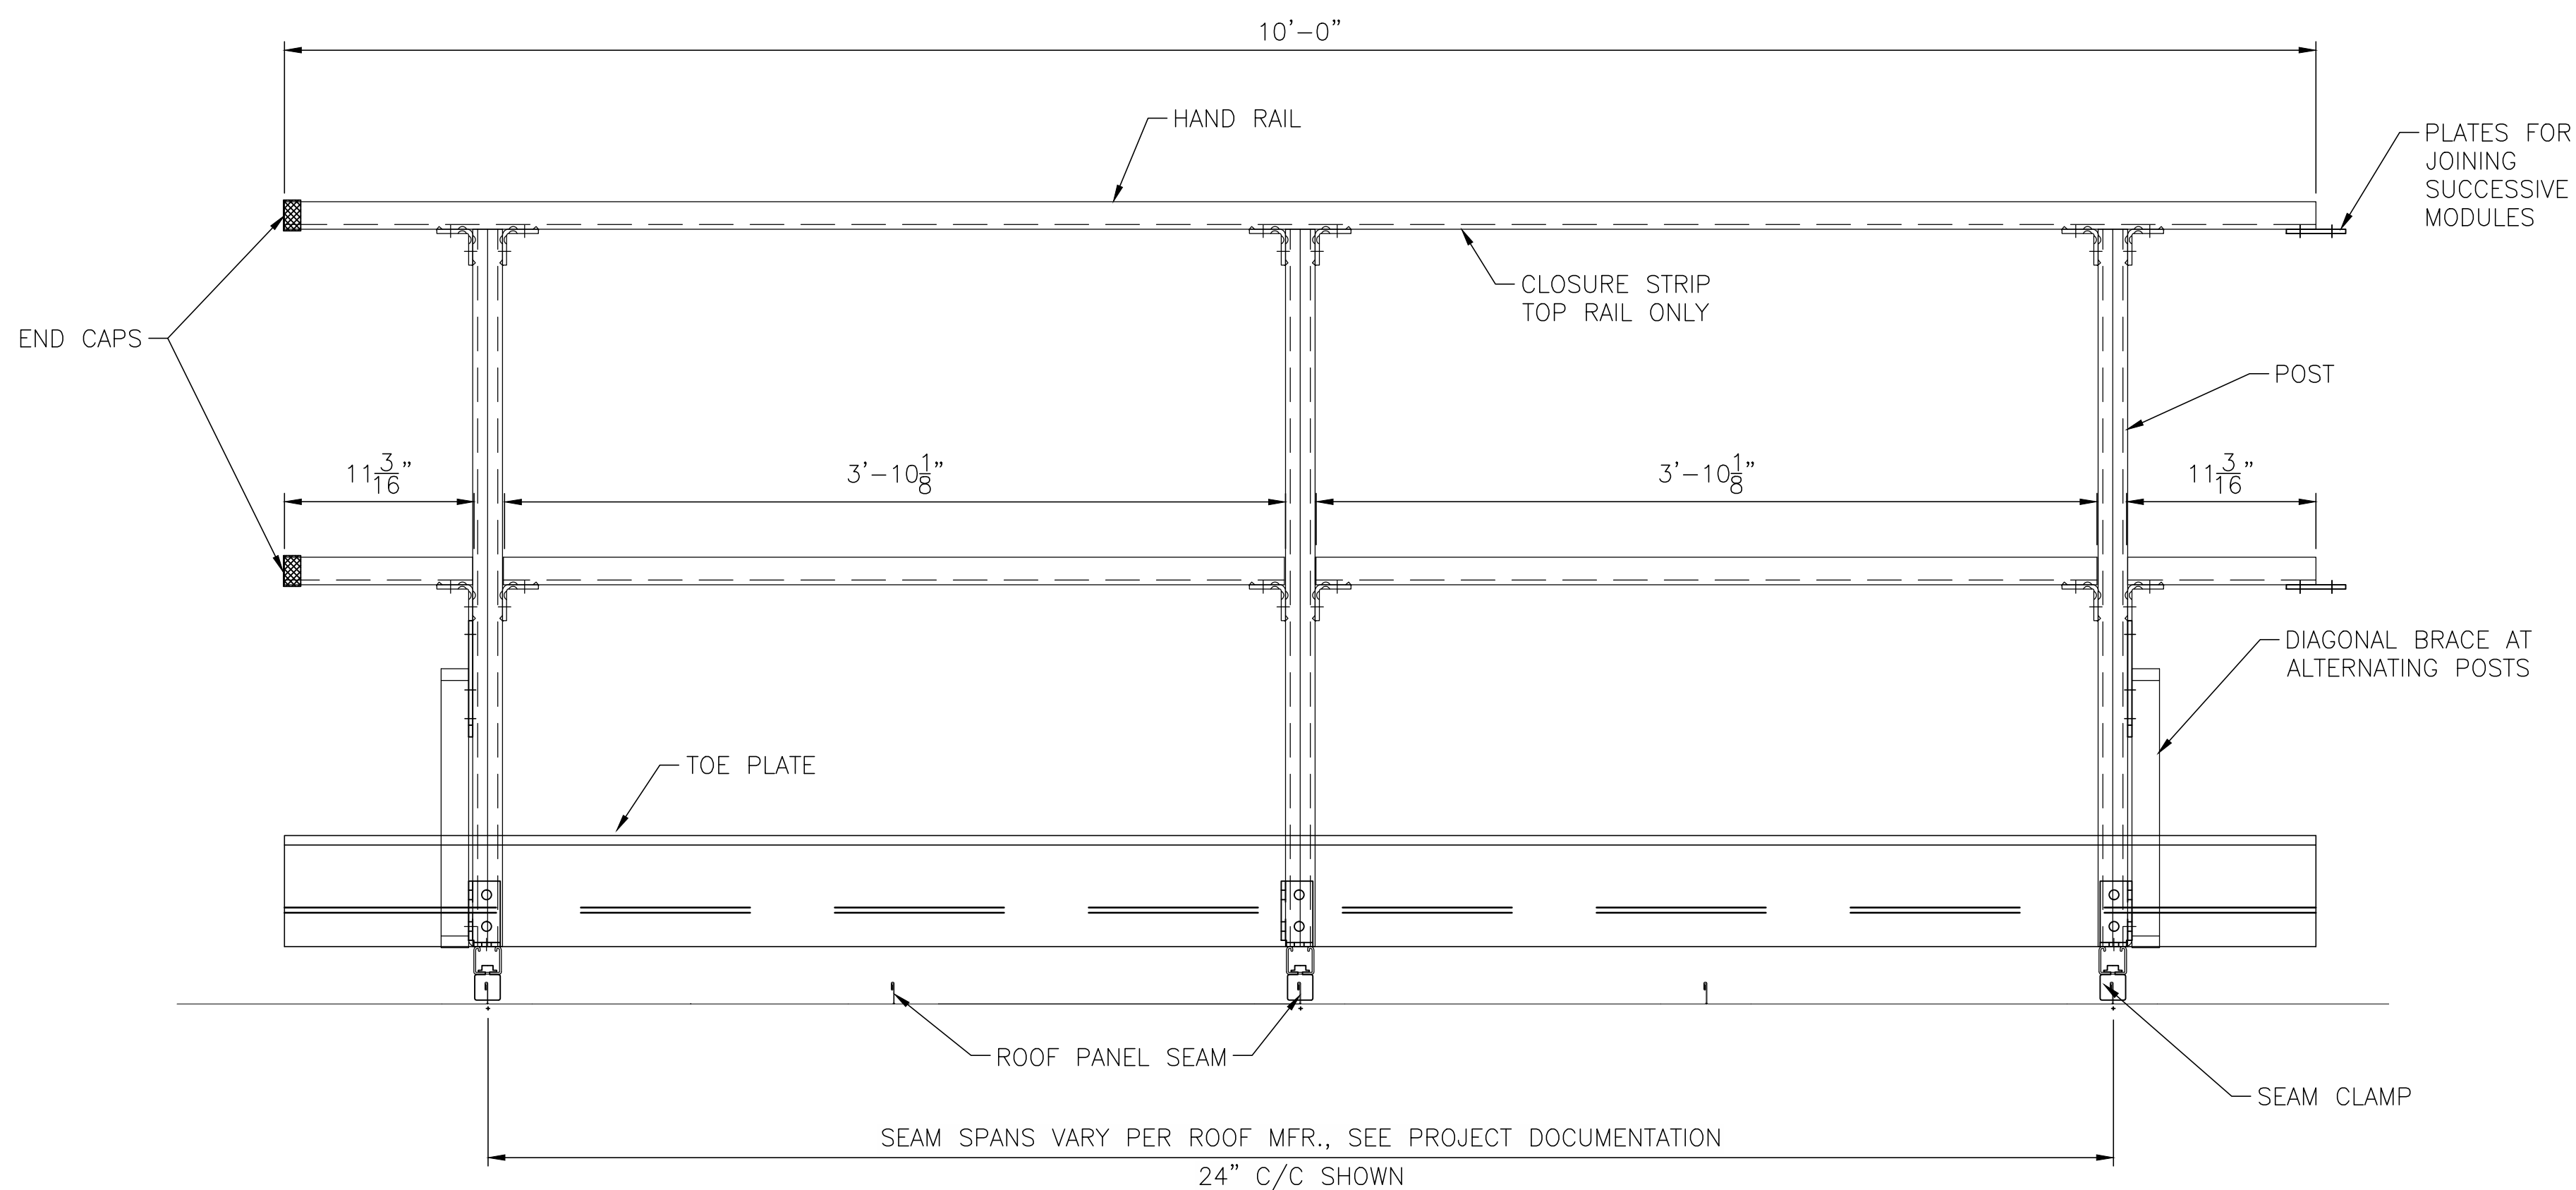 10'-0"
HAND RAIL
PLATES FOR
JOINING
SUCCESSIVE
MODULES
CLOSURE STRIP
TOP RAIL ONLY
END CAPS
POST
11 3/16"
3'-10 1/8"
3'-10 1/8"
11 3/16"
DIAGONAL BRACE AT
ALTERNATING POSTS
TOE PLATE
ROOF PANEL SEAM
SEAM CLAMP
SEAM SPANS VARY PER ROOF MFR., SEE PROJECT DOCUMENTATION
24" C/C SHOWN